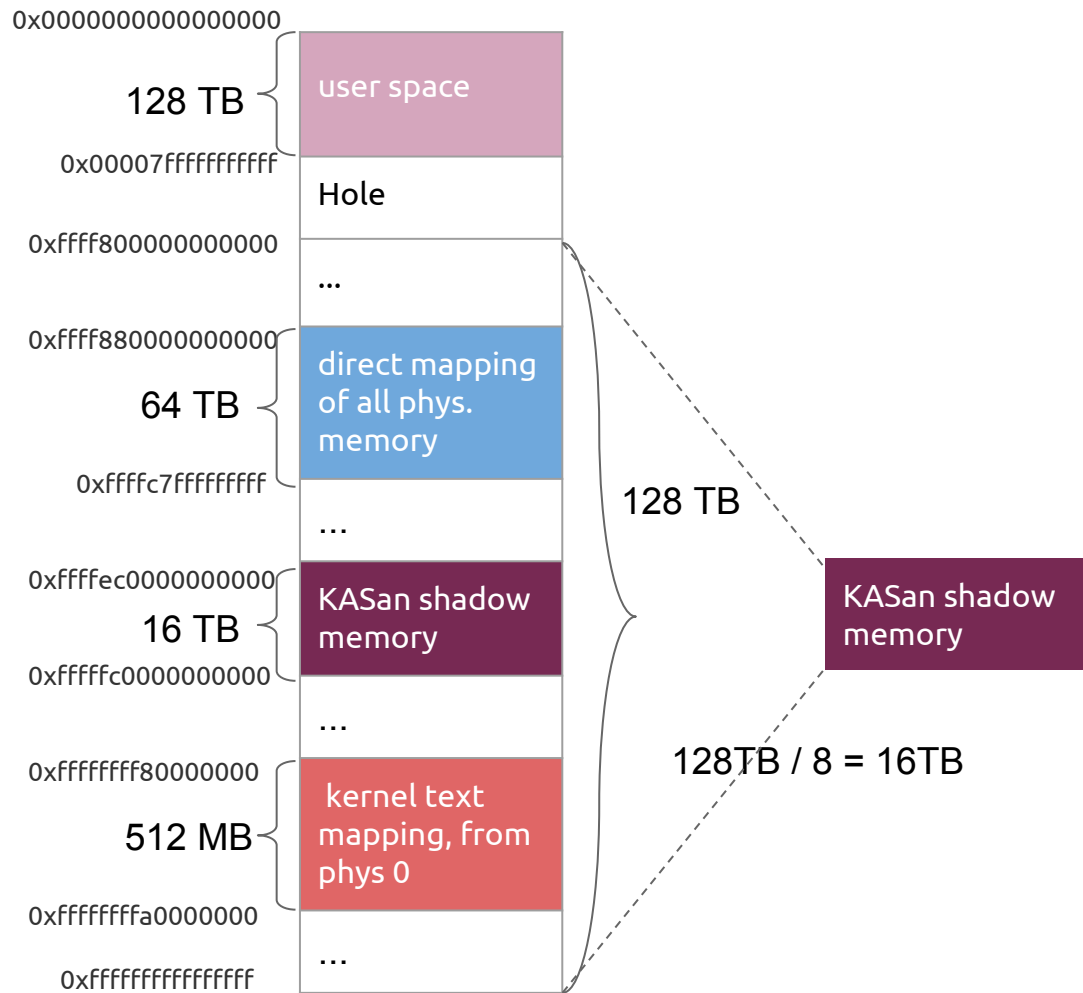 0x0000000000000000
user space
128 TB
0x00007fffffffffff
Hole
0xffff800000000000
...
0xffff880000000000
direct mapping
of all phys.
memory
64 TB
0xffffc7ffffffffff
128 TB
...
0xffffec0000000000
KASan shadow
memory
16 TB
KASan shadow
memory
0xfffffc0000000000
...
0xffffffff80000000
128TB / 8 = 16TB
kernel text
mapping, from
phys 0
512 MB
0xffffffffa0000000
...
0xffffffffffffffff